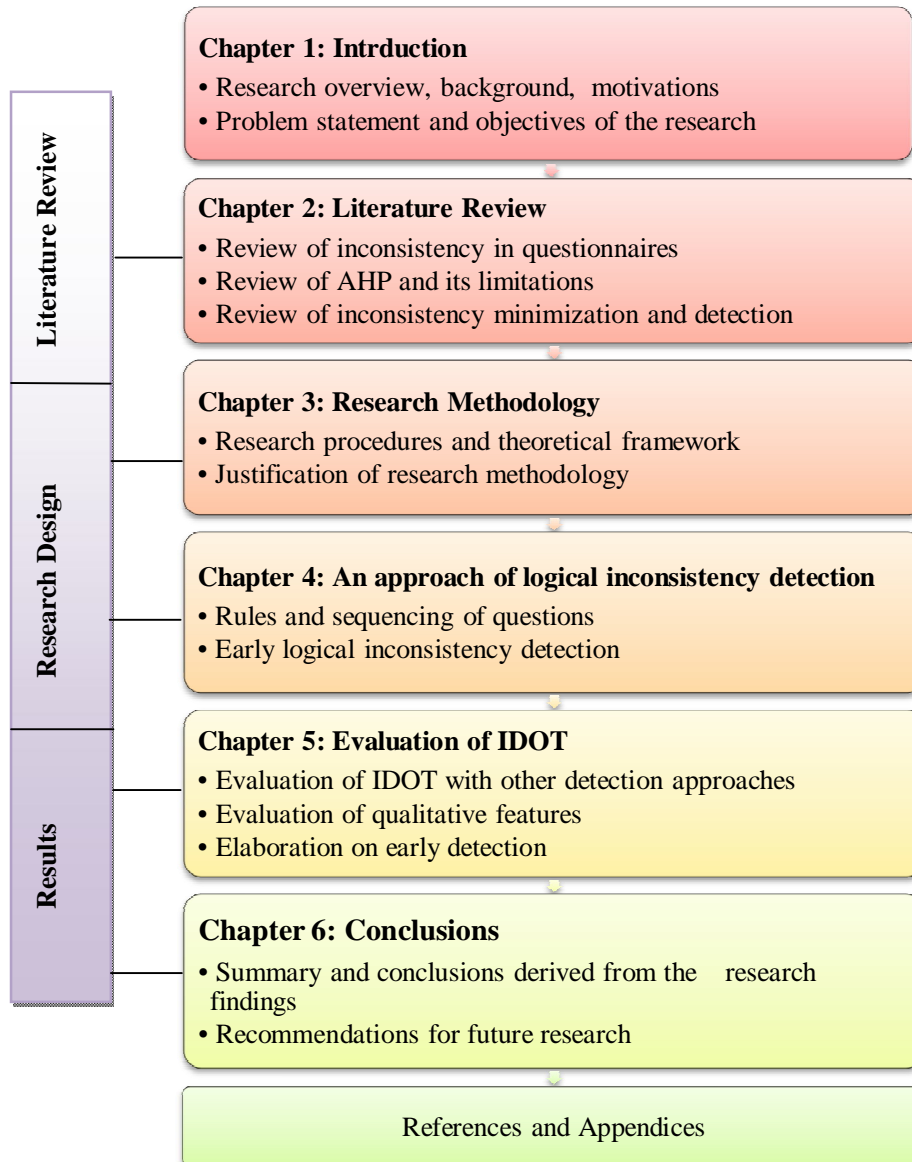 Literature Review
Research Design
Results
Chapter 1: Intrduction
• Research overview, background, motivations
• Problem statement and objectives of the research
Chapter 2: Literature Review
• Review of inconsistency in questionnaires
• Review of AHP and its limitations
• Review of inconsistency minimization and detection
Chapter 3: Research Methodology
• Research procedures and theoretical framework
• Justification of research methodology
Chapter 4: An approach of logical inconsistency detection
• Rules and sequencing of questions
• Early logical inconsistency detection
Chapter 5: Evaluation of IDOT
• Evaluation of IDOT with other detection approaches
• Evaluation of qualitative features
• Elaboration on early detection
Chapter 6: Conclusions
• Summary and conclusions derived from the research
findings
• Recommendations for future research
References and Appendices